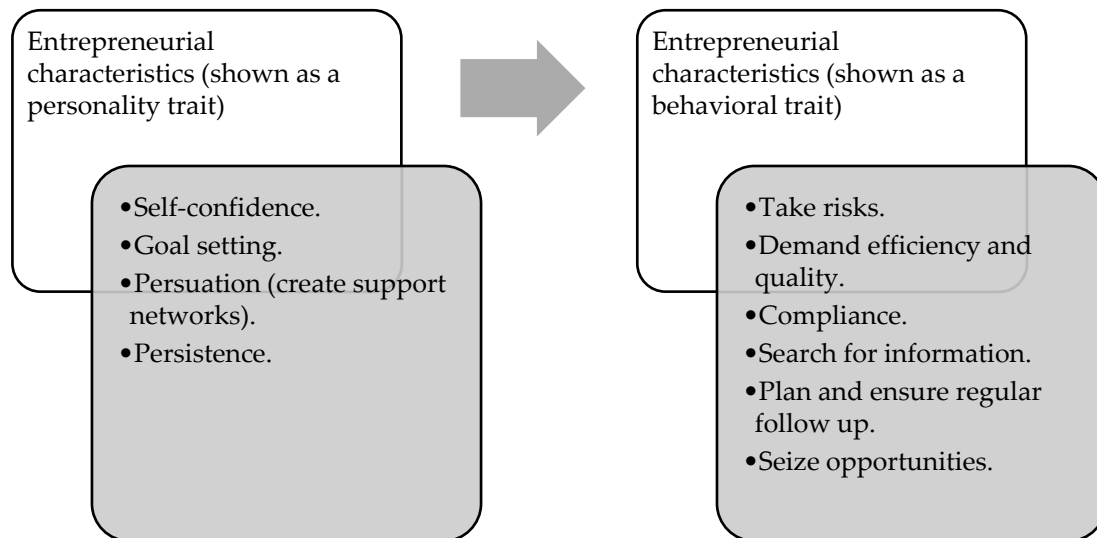 Entrepreneurial
characteristics (shown as a
personality trait)
•Self-confidence.
•Goal setting.
•Persuation (create support
networks).
•Persistence.
Entrepreneurial
characteristics (shown as a
behavioral trait)
•Take risks.
•Demand efficiency and
quality.
•Compliance.
•Search for information.
•Plan and ensure regular
follow up.
•Seize opportunities.